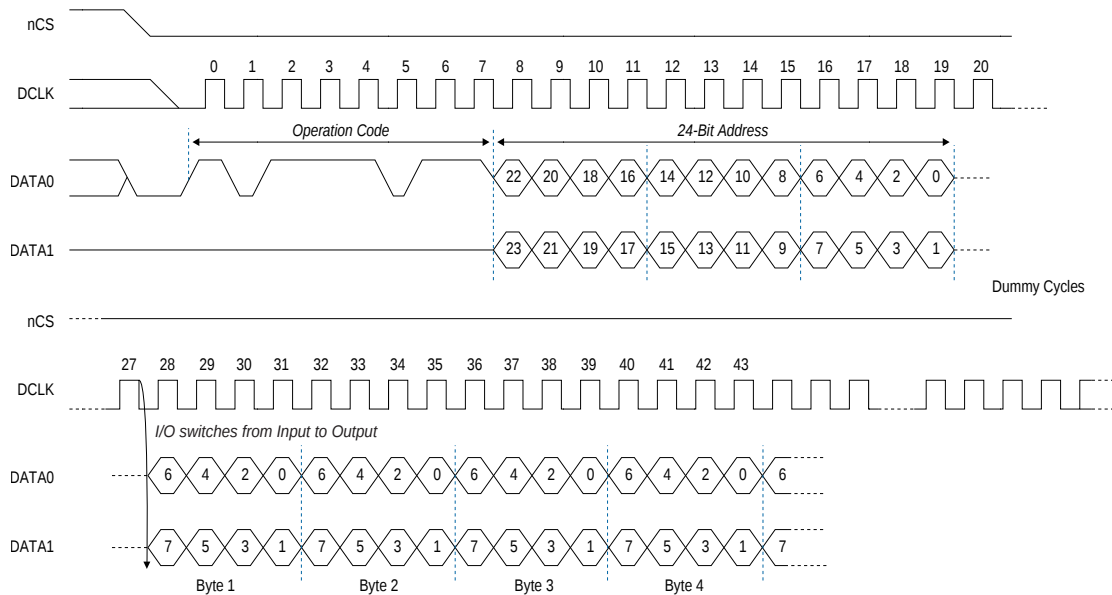 nCS
0 1 2 3 4 5 6 7 8 9 10 11 12 13 14 15 16 17 18 19 20
DCLK
Operation Code 24-Bit Address
DATA0 22 20 18 16 14 12 10 8 6 4 2 0
DATA1 23 21 19 17 15 13 11 9 7 5 3 1
Dummy Cycles
nCS
27 28 29 30 31 32 33 34 35 36 37 38 39 40 41 42 43
DCLK
I/O switches from Input to Output
DATA0 6 4 2 0 6 4 2 0 6 4 2 0 6 4 2 0 6
DATA1 7 5 3 1 7 5 3 1 7 5 3 1 7 5 3 1 7
Byte 1 Byte 2 Byte 3 Byte 4